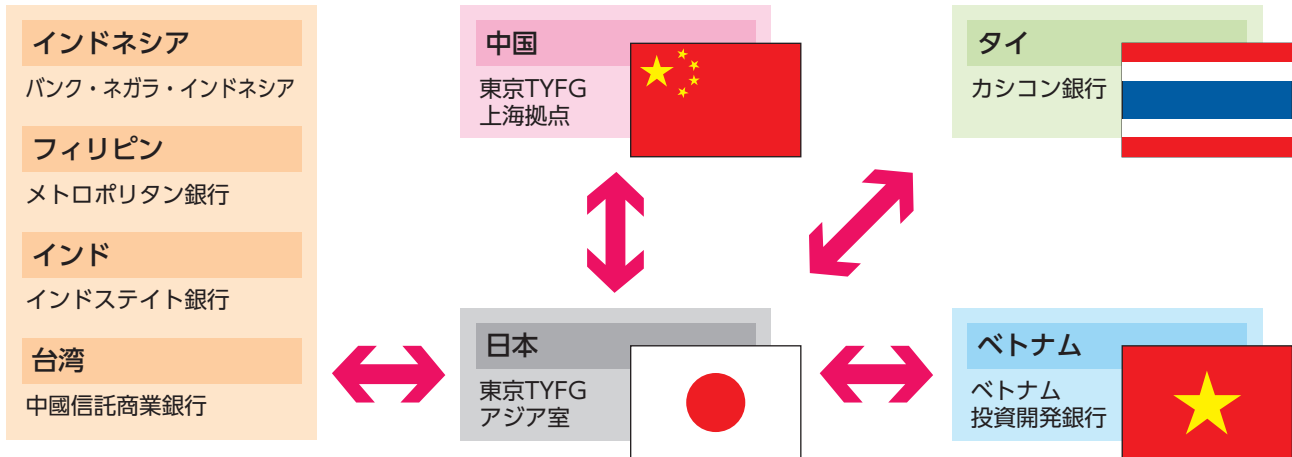 インドネシア
バンク・ネガラ・インドネシア
フィリピン
メトロポリタン銀行
インド
インドステイト銀行
台湾
中國信託商業銀行
中国
東京TYFG
上海拠点
タイ
カシコン銀行
日本
東京TYFG
アジア室
ベトナム
ベトナム
投資開発銀行